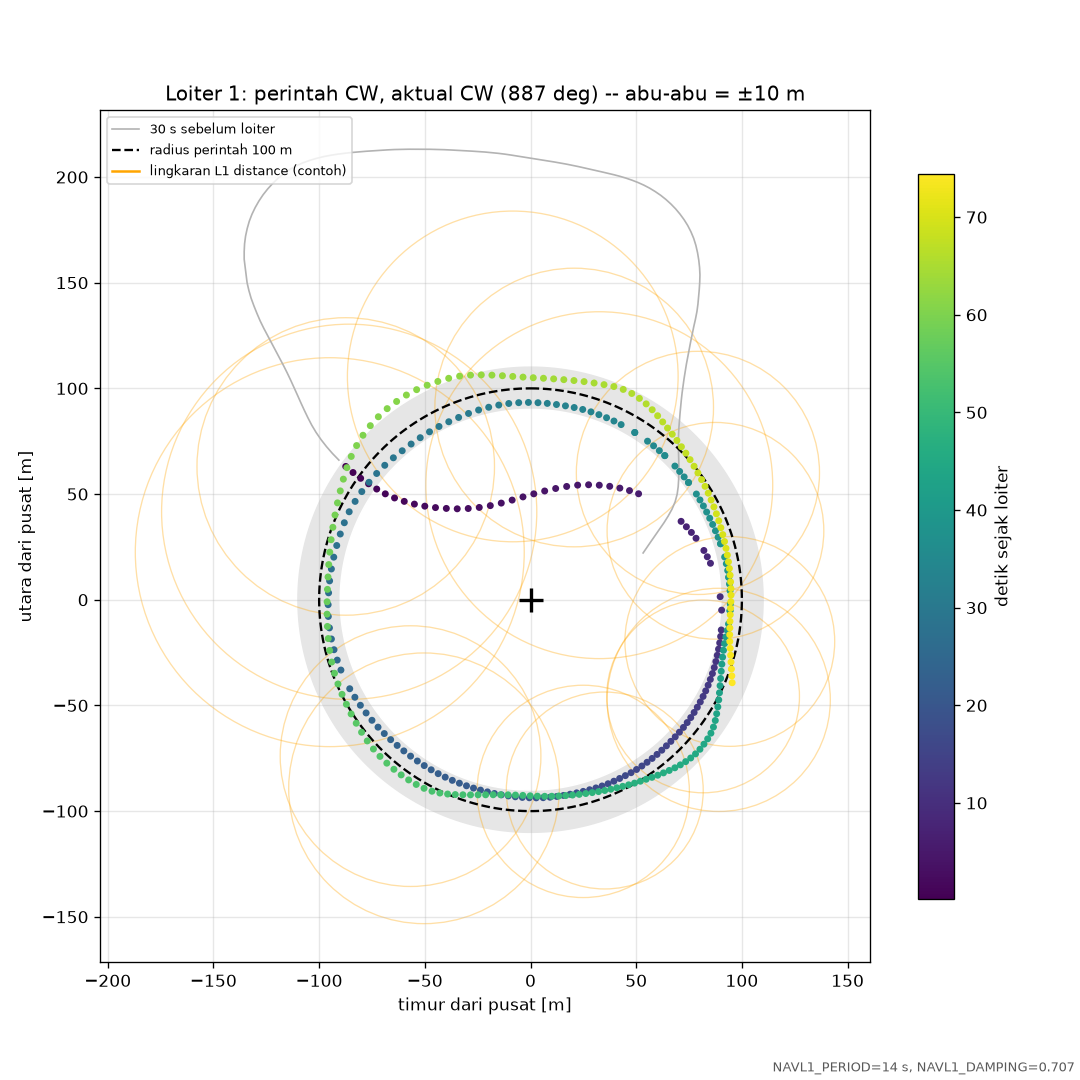 Loiter 1: perintah CW, aktual CW (887 deg) -- abu-abu = ±10 m
30 s sebelum loiter
radius perintah 100 m
lingkaran L1 distance (contoh)
200
150
100
50
0
−50
−100
−150
utara dari pusat [m]
−200
−150
−100
−50
0
50
100
150
timur dari pusat [m]
70
60
50
40
30
20
10
detik sejak loiter
NAVL1_PERIOD=14 s, NAVL1_DAMPING=0.707